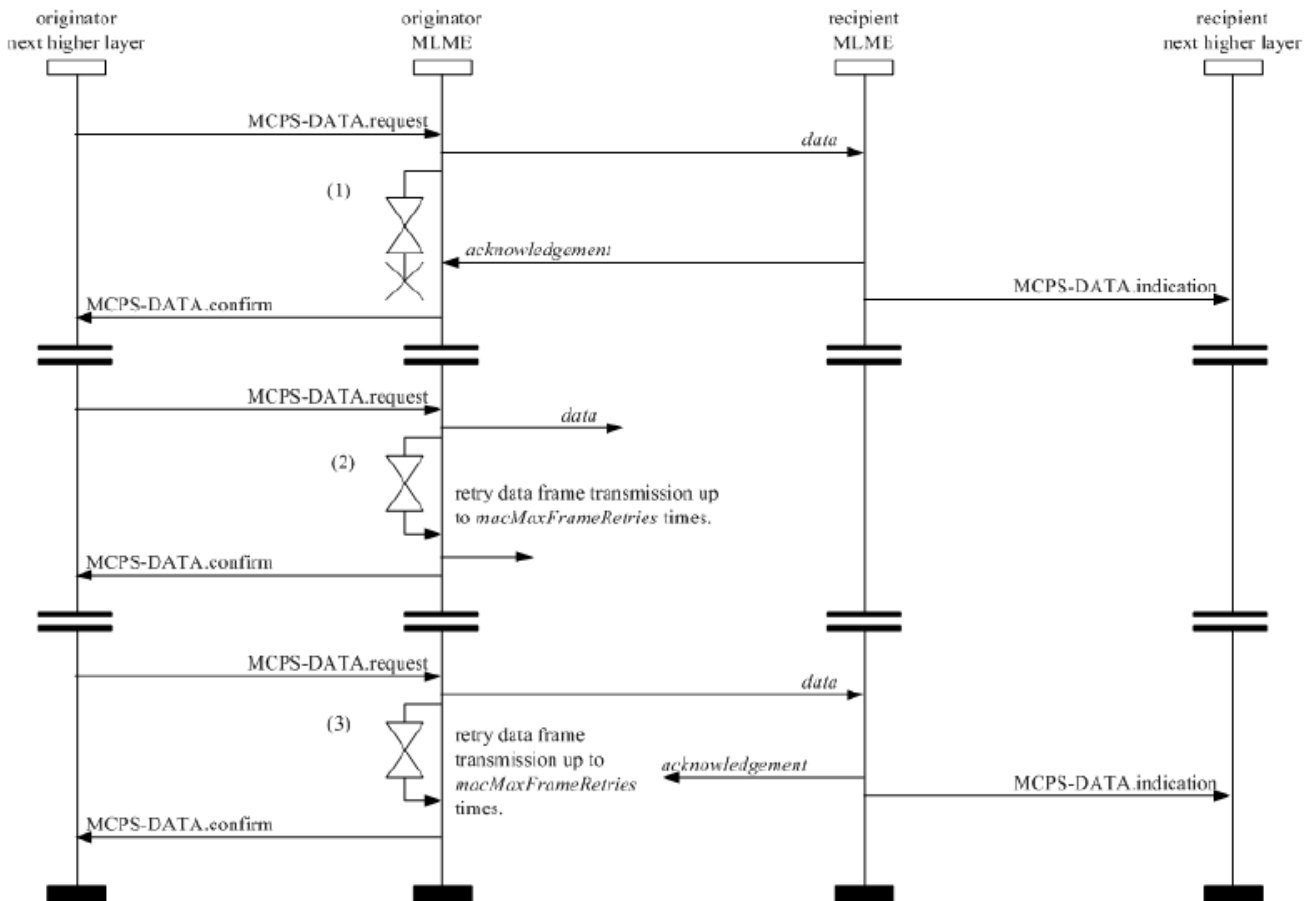 originator
next higher layer
originator
MLME
recipient
MLME
recipient
next higher layer
MCPS-DATA.request
data
(1)
acknowledgement
MCPS-DATA.indication
MCPS-DATA.confirm
MCPS-DATA.request
data
(2)
retry data frame transmission up
to macMaxFrameRetries times.
MCPS-DATA.confirm
MCPS-DATA.request
data
(3)
retry data frame
transmission up to
macMaxFrameRetries
times.
acknowledgement
MCPS-DATA.indication
MCPS-DATA.confirm